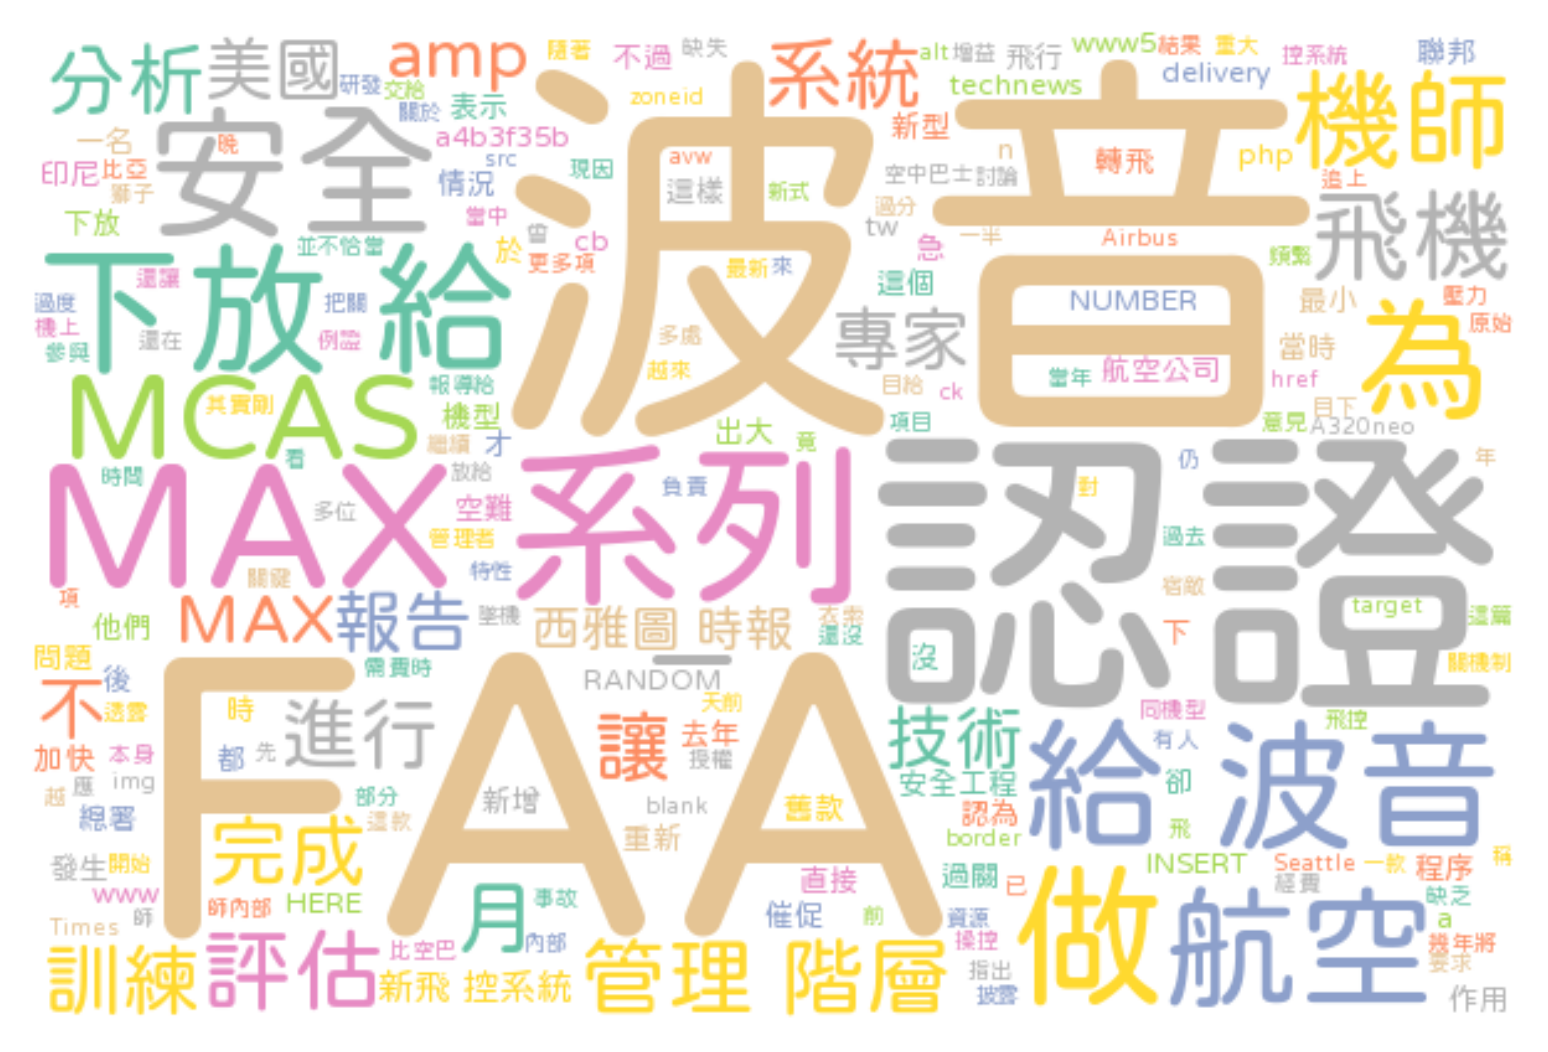 分析 美國 研發 交給 amp 隨著 不過 缺失 系統 alt 增益 飛行 www5 結果 重大 控系統 聯邦
關於 表示 zoneid technews delivery 機師
一名 安全 晚 a4b3f35b 波音 新型 n 轉飛 php
印尼 比亞 獅子 src 情況 現因 avw 這樣 新式 空中巴士 討論 追上
下放 當中 曾 cb 過分 tw 急 一半 Airbus 飛機
並不恰當 於 更多項 最新 來 這個 頻繁
下放給 還讓 過度 把關 NUMBER 最小 壓力
機上 參與 還在 例證 多處 專家 當時 原始 為
MCAS 其實剛 報導給 越來 目給 ck 當年 航空公司 href
機型 出大 竟 項目 意見 目下 A320neo
看 繼續 才 放給 負責 認證 仍 年
時間 MAX 系列 多位 空難 對
管理者 過去
關鍵 特性 宿敵
項 他們 MAX 報告 墜機 西雅圖 時報 衣索 還沒 target 這篇
問題 後 需費時 RANDOM 沒 下 關機制
不 透露 時 FAA 天前 同機型 飛控
加快 本身 都 先 進行 讓 去年 授權 技術 有人 給 波音
越 應 img 部分 新增 blank 舊款 安全工程 卻
總署 完成 這款 重新 認為 border 飛
發生 開始 直接 過關 已 INSERT Seattle 一款 程序 稱
www 師內部 HERE 月 事故 催促 前 資源 經費 缺乏
Times 師 內部 做 航空 a
訓練 評估 比空巴 管理 階層 操控 幾年將
新飛 控系統 指出 要求
披露 作用